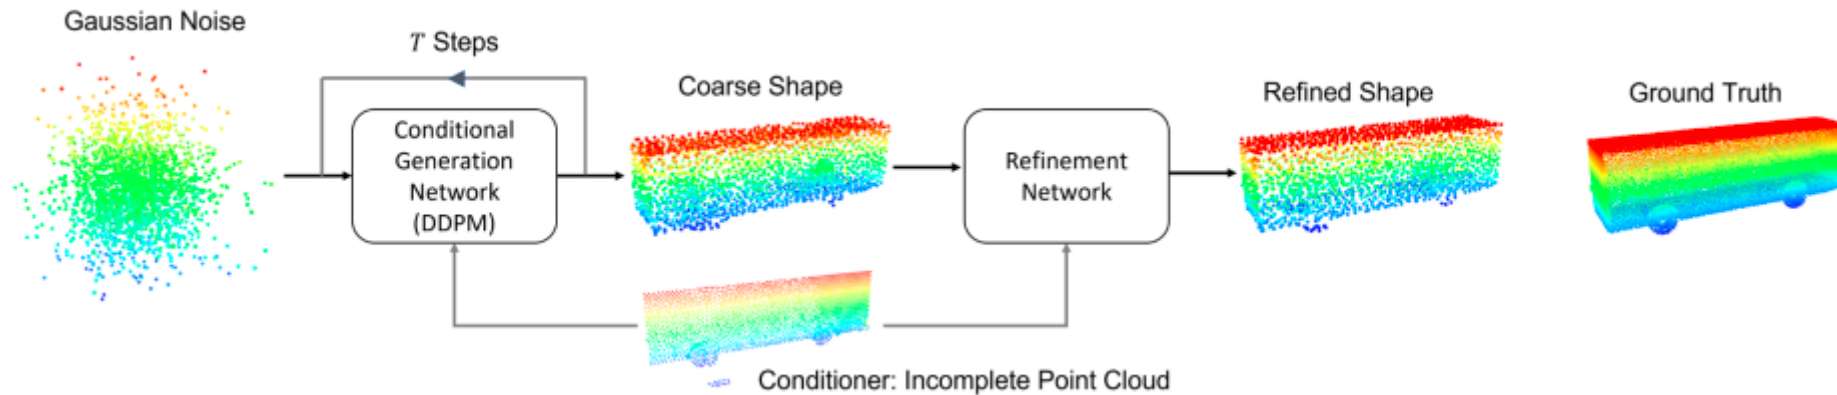 Gaussian Noise
T Steps
Conditional
Generation
Network
(DDPM)
Coarse Shape
Refinement
Network
Refined Shape
Ground Truth
Conditioner: Incomplete Point Cloud